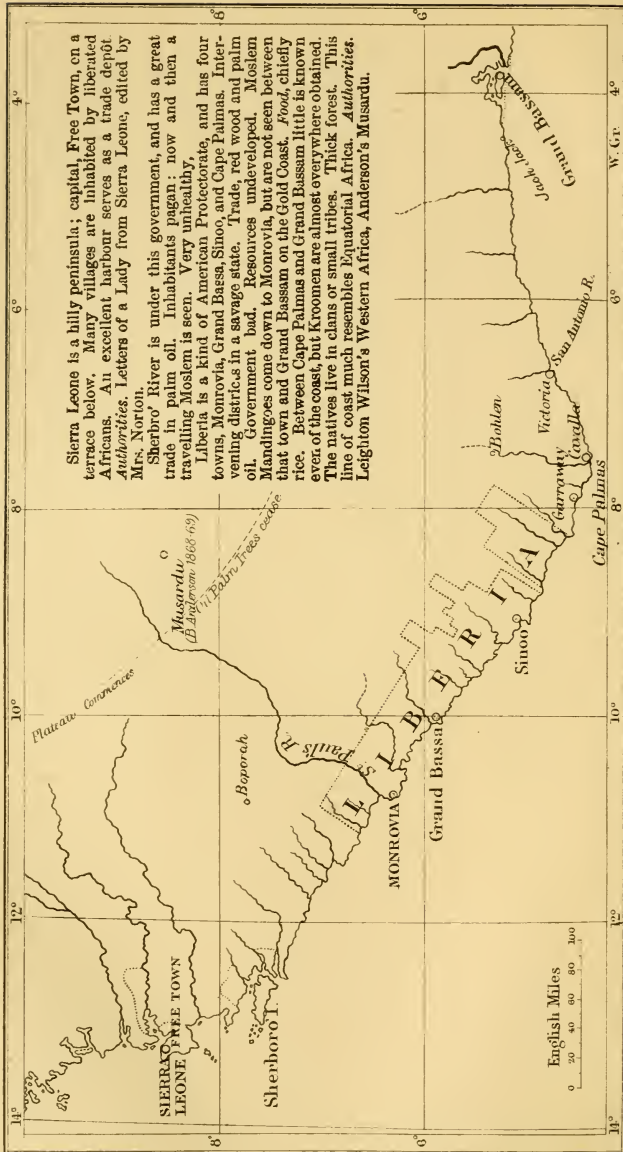 Sierra Leone is a hilly peninsula; capital, Free Town, on a
terrace below. Many villages are inhabited by liberated
Africans. An excellent harbour serves as a trade depôt
Authorities, Letters of a Lady from Sierra Leone, edited by
Mrs. Norton.
Sherbro' River is under this government, and has a great
trade in palm oil. Inhabitants pagan: now and then a
travelling Moslem is seen. Very unhealthy,
Liberia is a kind of American Protectorate, and has four
towns, Monrovia, Grand Bassa, Sinoo, and Cape Palmas. Inter-
vening districts in a savage state. Trade, red wood and palm
oil. Government bad. Resources undeveloped. Moslem
Mandingoes come down to Monrovia, but are not seen between
that town and Grand Bassam on the Gold Coast. Food, chiefly
rice. Between Cape Palmas and Grand Bassam little is known
even of the coast, but Kroomen are almost everywhere obtained.
The natives live in clans or small tribes. Thick forest. This
line of coast much resembles Equatorial Africa. Authorities.
Leighton Wilson's Western Africa, Anderson's Musardu.
14°
12°
10°
8°
6°
4°
Plateau Commences
Musardu
(B. Anderson 1868-69)
Palm Trees cease
SIERRA
LEONE FREE TOWN
8°
8°
Sherboro I.
Boporah
St. Paul's R.
LIBERIA
MONROVIA
Grand Bassa
Sinoo
Garraway
Cavalla
Cape Palmas
Bohlen
Victoria
San Antonio R.
Jack Jack
Grand Bassam
6°
6°
English Miles
0 20 40 60 80 100
14°
12°
10°
8°
6°
4°
W. Gr.